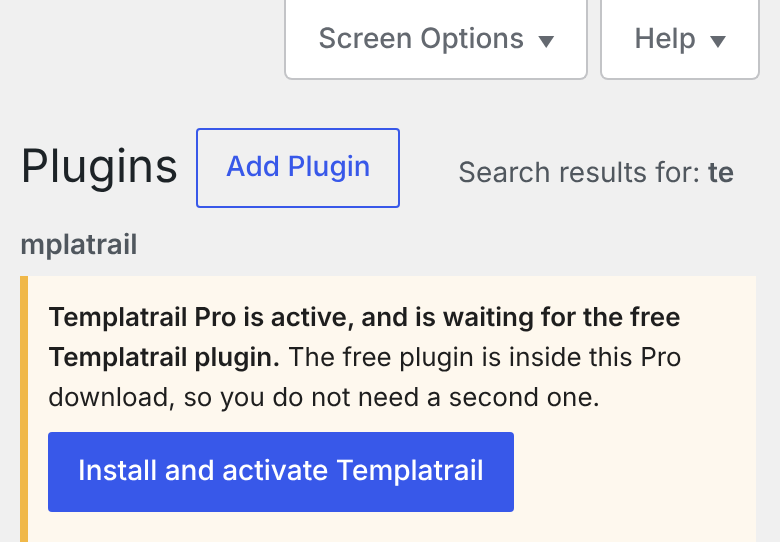 Screen Options ▼
Help ▼
Plugins
Add Plugin
Search results for: te
mplatrail
Templatrail Pro is active, and is waiting for the free
Templatrail plugin. The free plugin is inside this Pro
download, so you do not need a second one.
Install and activate Templatrail